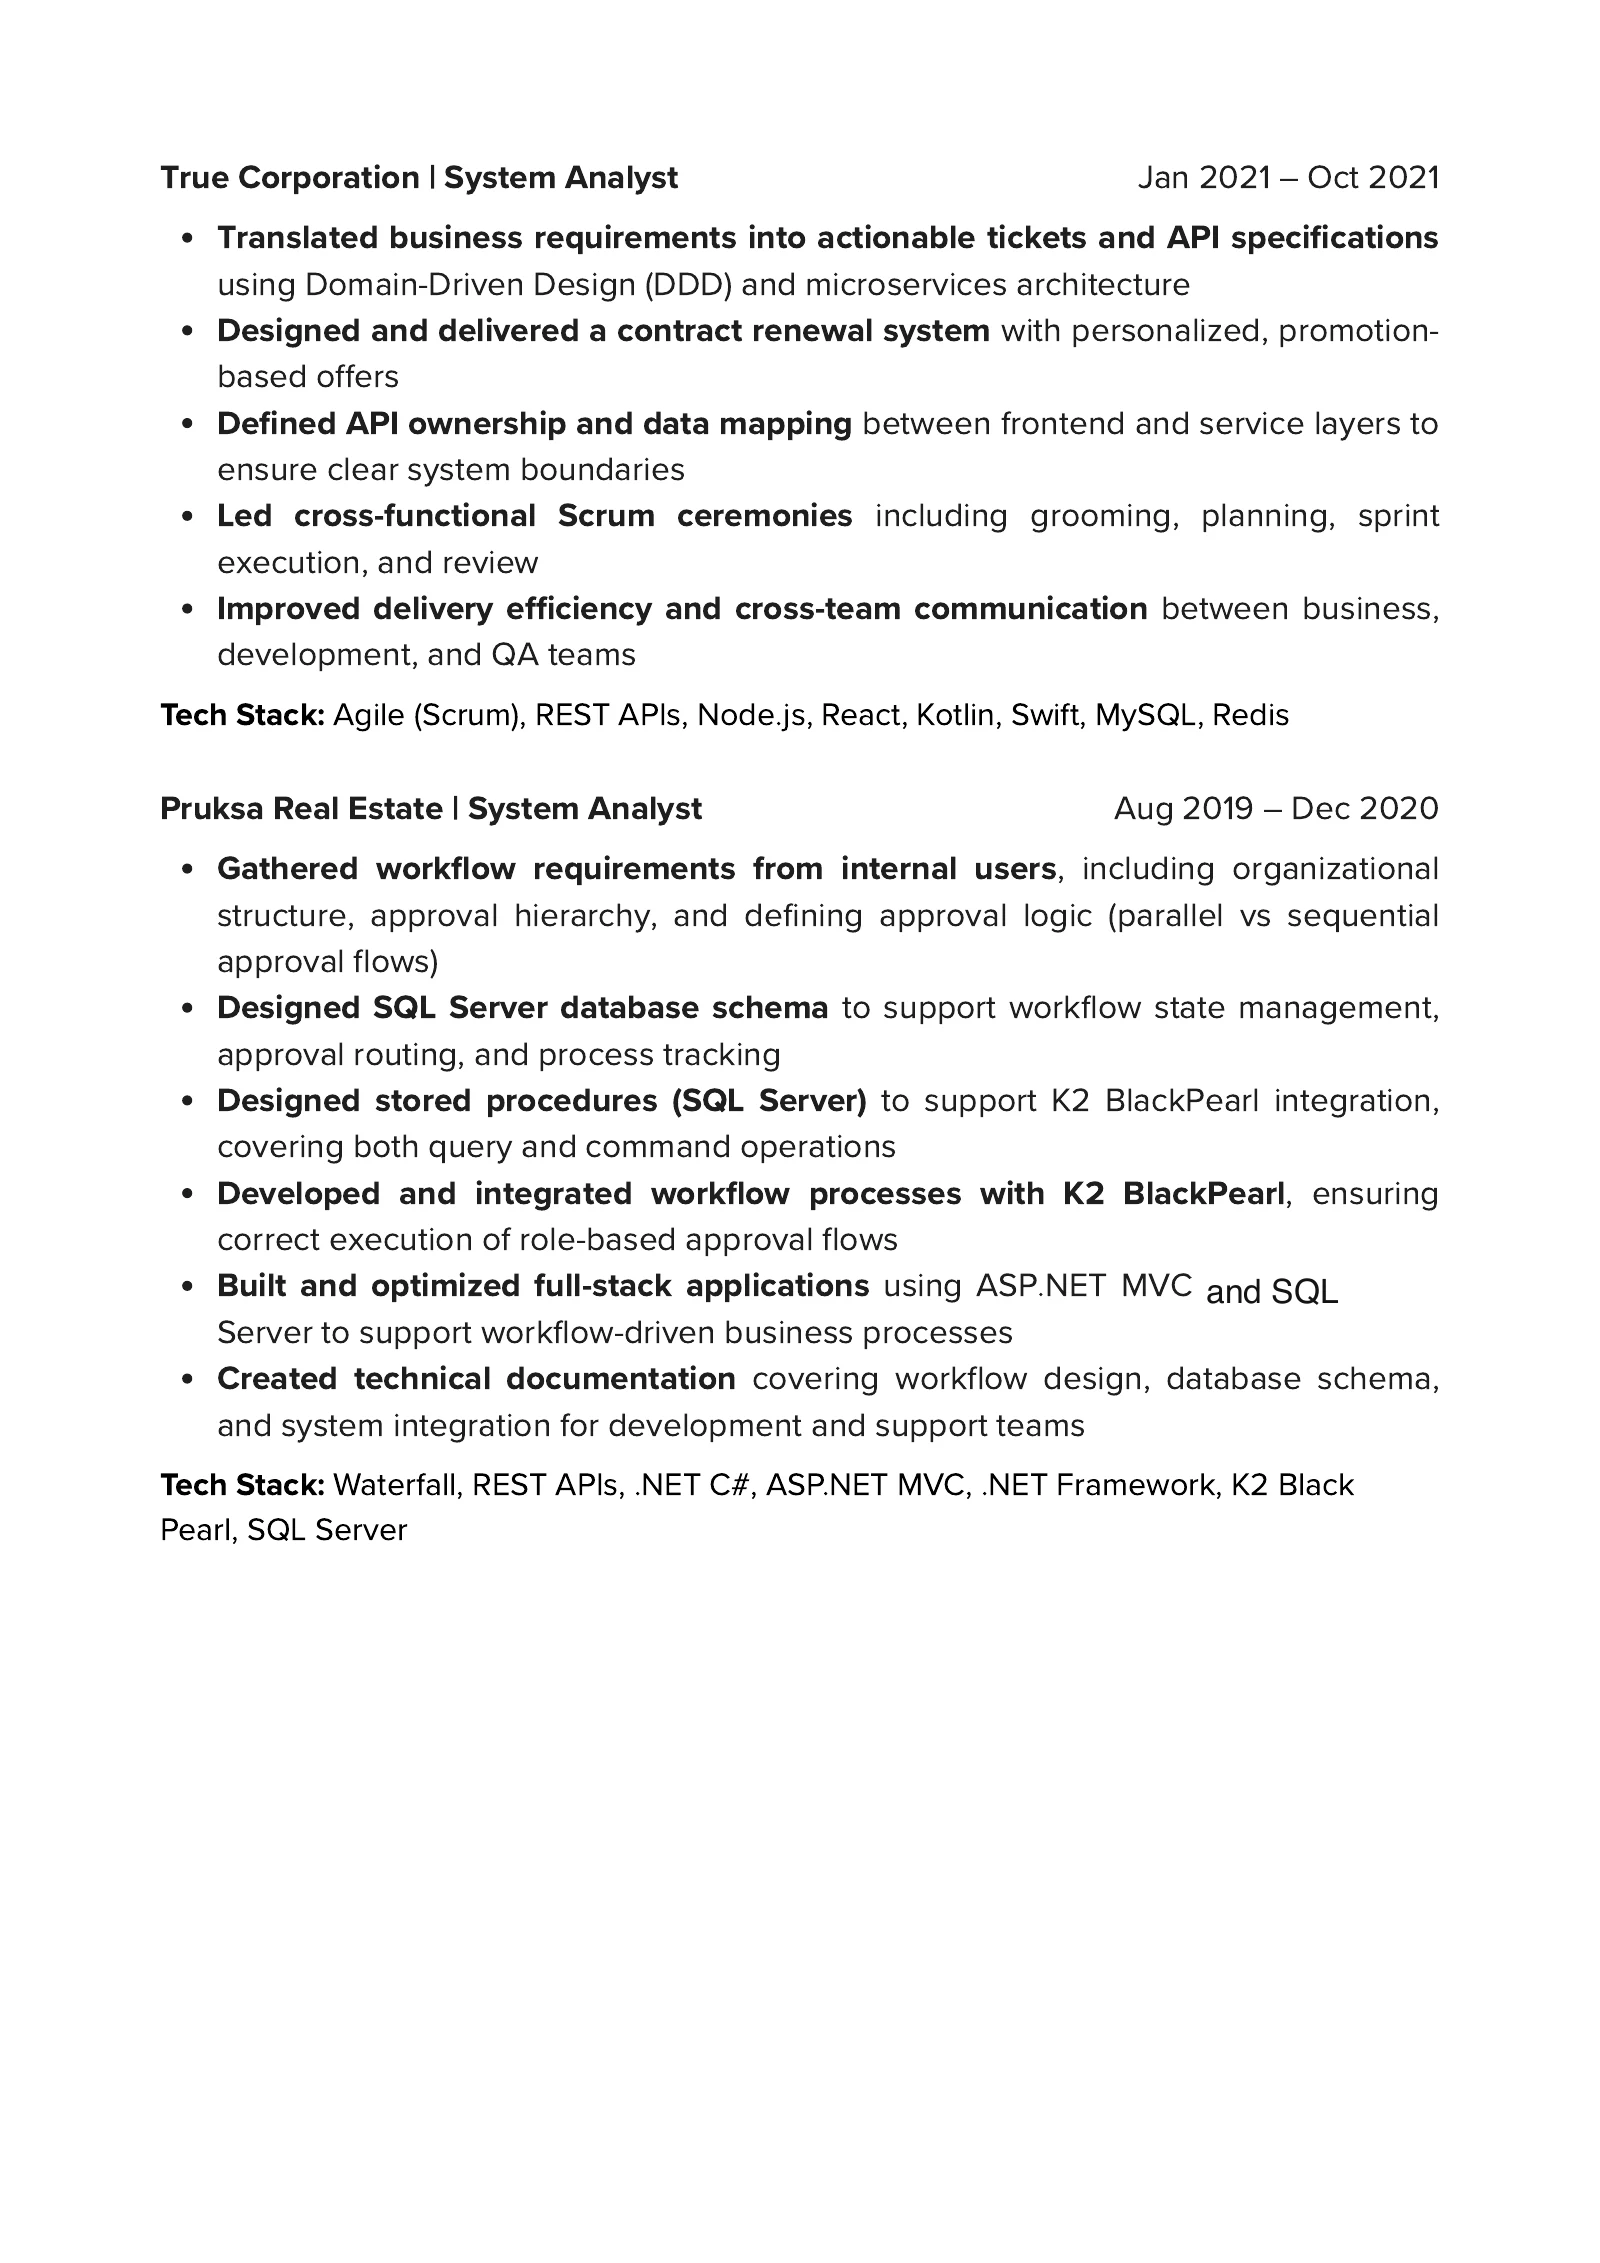 True Corporation | System Analyst Jan 2021 – Oct 2021
• Translated business requirements into actionable tickets and API specifications
using Domain-Driven Design (DDD) and microservices architecture
• Designed and delivered a contract renewal system with personalized, promotion-
based offers
• Defined API ownership and data mapping between frontend and service layers to
ensure clear system boundaries
• Led cross-functional Scrum ceremonies including grooming, planning, sprint
execution, and review
• Improved delivery efficiency and cross-team communication between business,
development, and QA teams
Tech Stack: Agile (Scrum), REST APIs, Node.js, React, Kotlin, Swift, MySQL, Redis
Pruksa Real Estate | System Analyst Aug 2019 – Dec 2020
• Gathered workflow requirements from internal users, including organizational
structure, approval hierarchy, and defining approval logic (parallel vs sequential
approval flows)
• Designed SQL Server database schema to support workflow state management,
approval routing, and process tracking
• Designed stored procedures (SQL Server) to support K2 BlackPearl integration,
covering both query and command operations
• Developed and integrated workflow processes with K2 BlackPearl, ensuring
correct execution of role-based approval flows
• Built and optimized full-stack applications using ASP.NET MVC and SQL
Server to support workflow-driven business processes
• Created technical documentation covering workflow design, database schema,
and system integration for development and support teams
Tech Stack: Waterfall, REST APIs, .NET C#, ASP.NET MVC, .NET Framework, K2 Black
Pearl, SQL Server